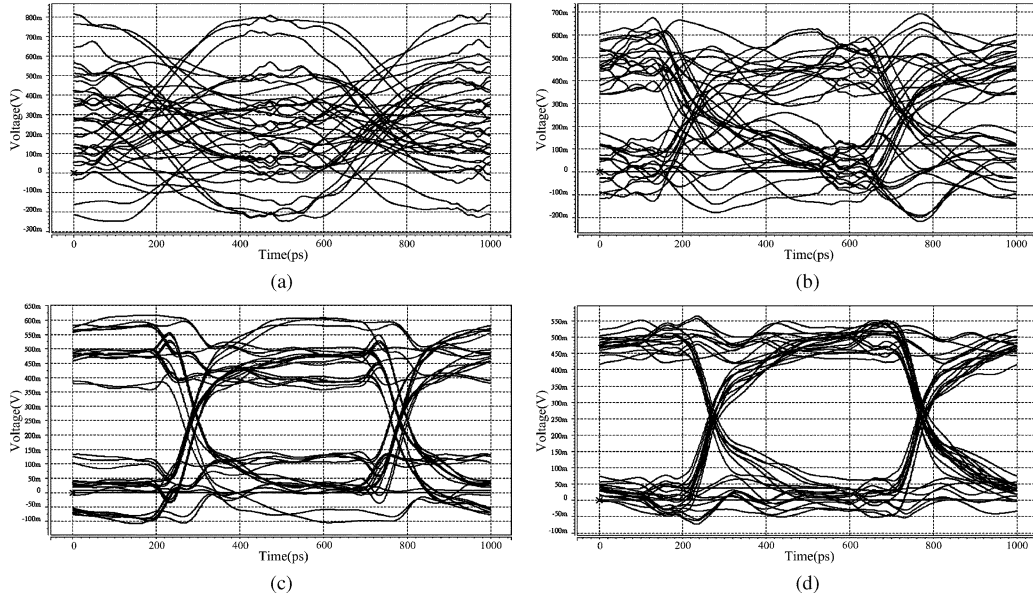 800m
700m
600m
500m
400m
300m
200m
100m
0
-100m
-200m
-300m
Voltage(V)
0 200 400 600 800 1000
Time(ps)
(a)
700m
600m
500m
400m
300m
200m
100m
0
-100m
-200m
Voltage(V)
0 200 400 600 800 1000
Time(ps)
(b)
650m
600m
550m
500m
450m
400m
350m
300m
250m
200m
150m
100m
50m
0
-50m
-100m
Voltage(V)
0 200 400 600 800 1000
Time(ps)
(c)
550m
500m
450m
400m
350m
300m
250m
200m
150m
100m
50m
0
-50m
-100m
Voltage(V)
0 200 400 600 800 1000
Time(ps)
(d)